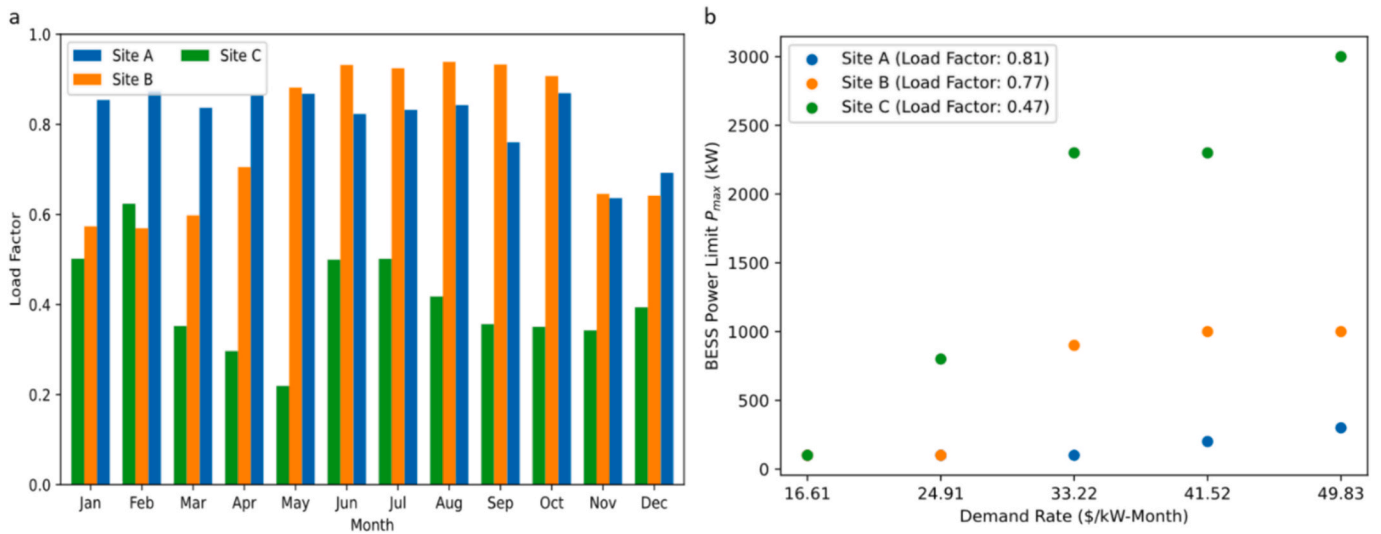 a
1.0
0.8
0.6
0.4
0.2
0.0
Load Factor
Site A
Site B
Site C
Jan Feb Mar Apr May Jun Jul Aug Sep Oct Nov Dec
Month
b
3000
2500
2000
1500
1000
500
0
BESS Power Limit Pmax (kW)
Site A (Load Factor: 0.81)
Site B (Load Factor: 0.77)
Site C (Load Factor: 0.47)
16.61 24.91 33.22 41.52 49.83
Demand Rate ($/kW-Month)